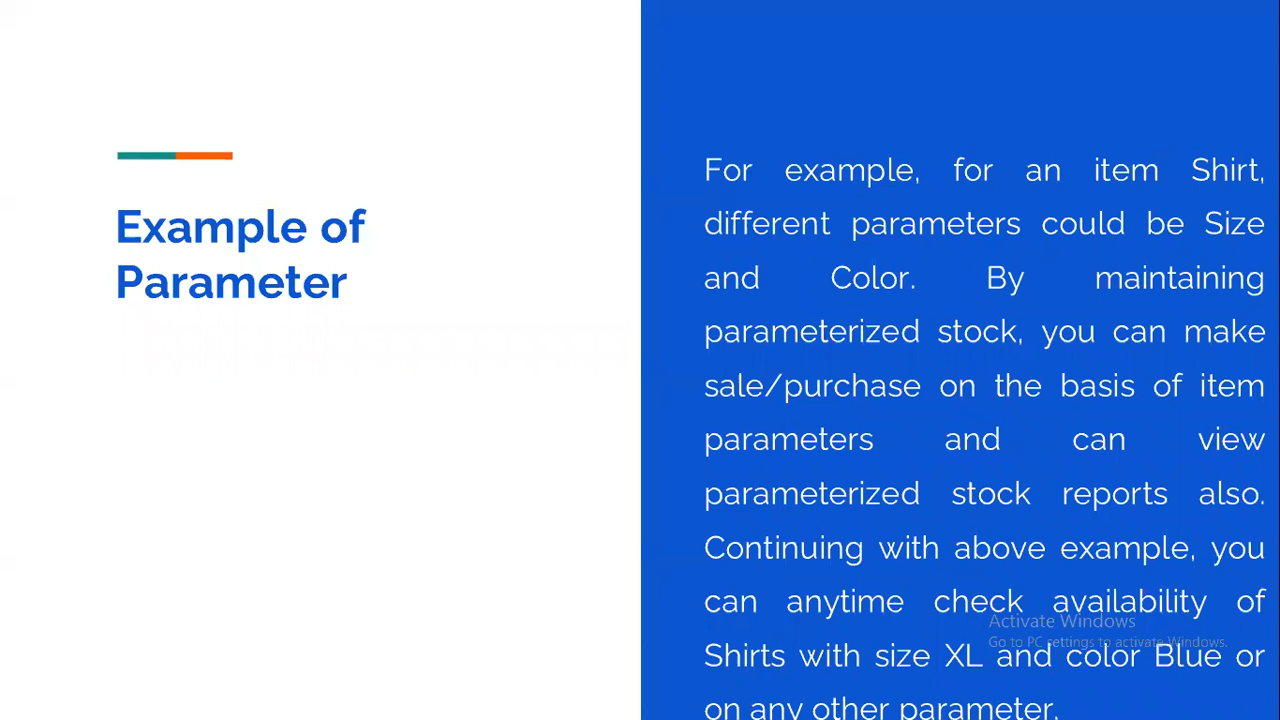 Example of
Parameter
For example, for an item Shirt,
different parameters could be Size
and Color. By maintaining
parameterized stock, you can make
sale/purchase on the basis of item
parameters and can view
parameterized stock reports also.
Continuing with above example, you
can anytime check availability of
Shirts with size XL and color Blue or
on any other parameter.
Activate Windows
Go to PC settings to activate Windows.